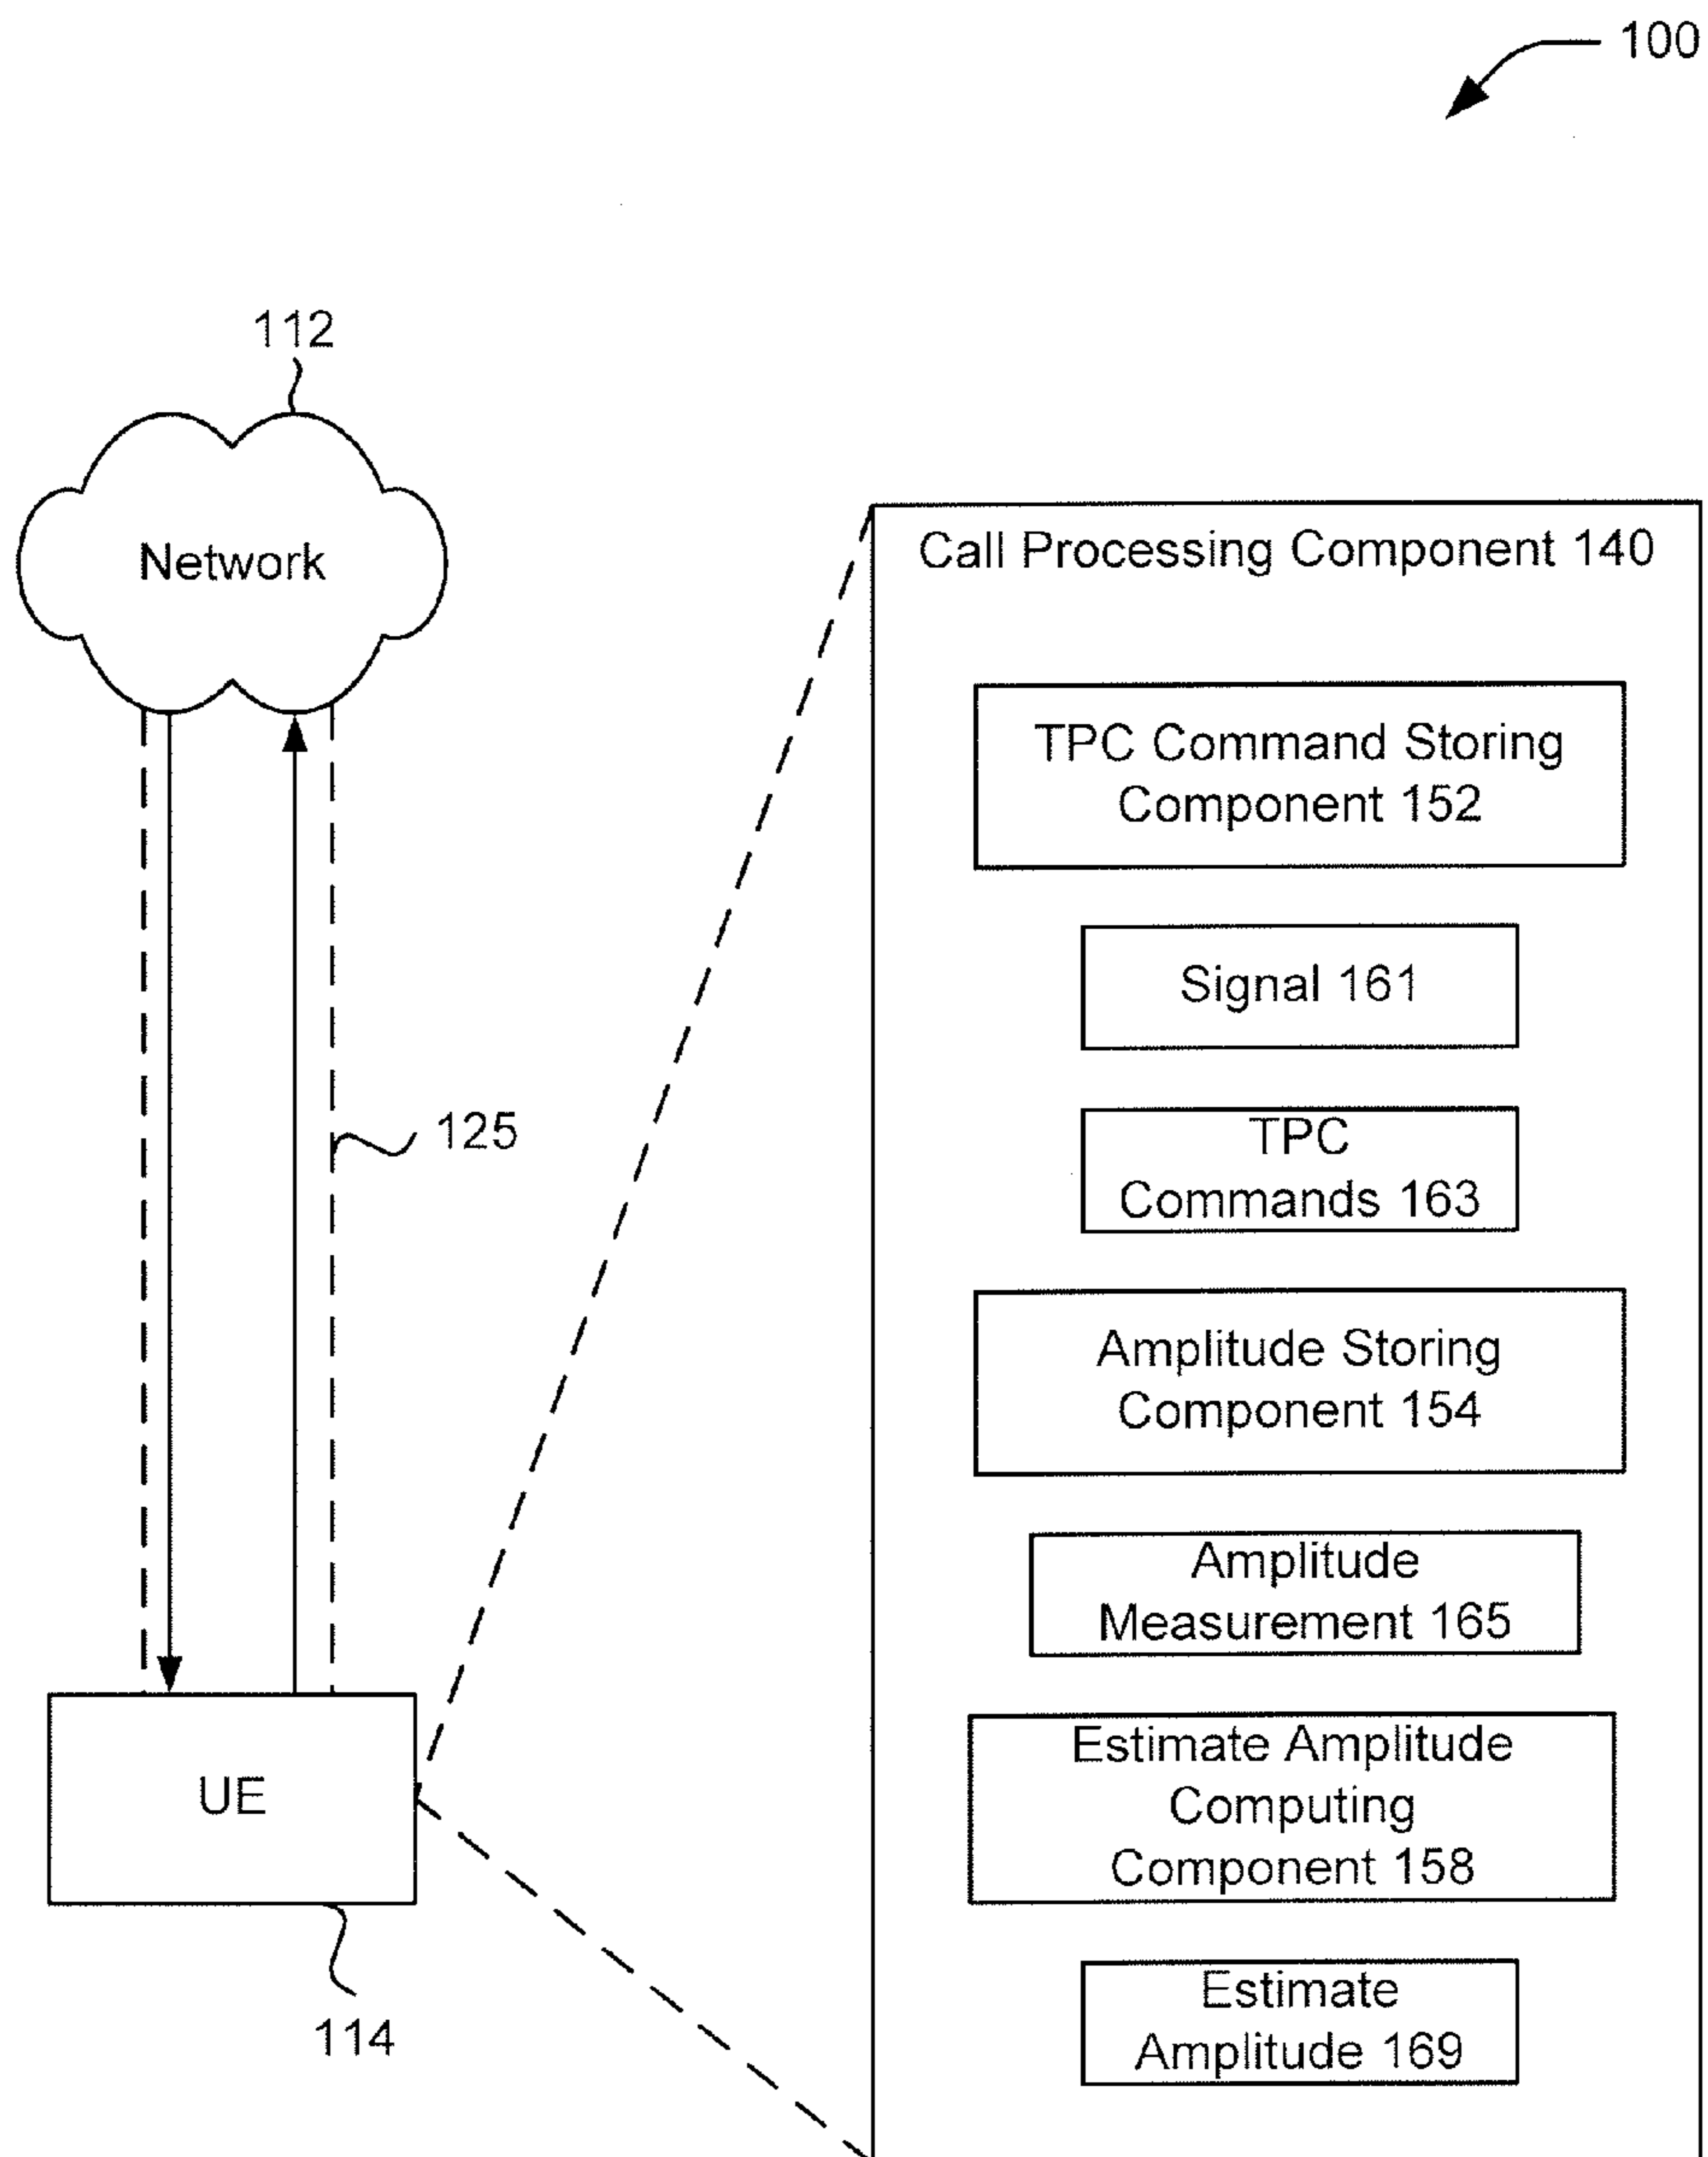 100
112
Network
Call Processing Component 140
TPC Command Storing
Component 152
Signal 161
TPC
Commands 163
125
Amplitude Storing
Component 154
Amplitude
Measurement 165
Estimate Amplitude
Computing
Component 158
UE
Estimate
Amplitude 169
114